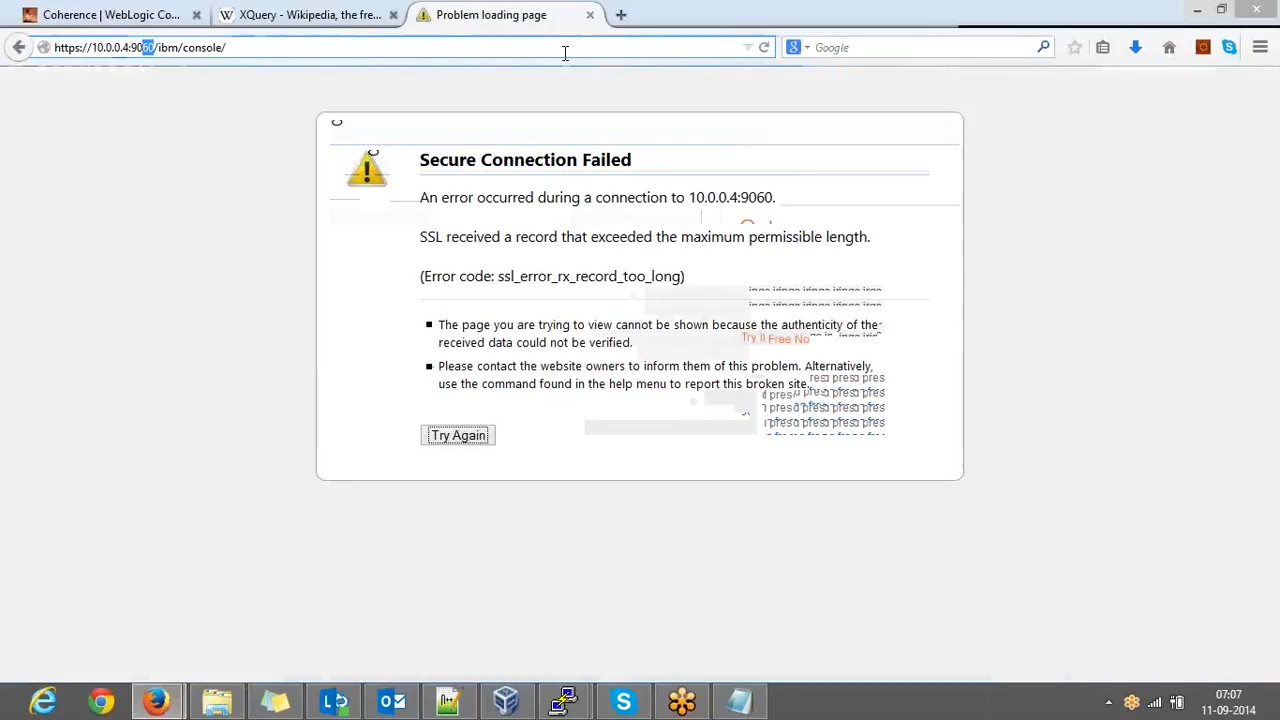 Coherence | WebLogic Co...
XQuery - Wikipedia, the fre...
Problem loading page
https://10.0.0.4:9060/ibm/console/
Google
Secure Connection Failed
An error occurred during a connection to 10.0.0.4:9060.
SSL received a record that exceeded the maximum permissible length.
(Error code: ssl_error_rx_record_too_long)
The page you are trying to view cannot be shown because the authenticity of the
received data could not be verified.
Please contact the website owners to inform them of this problem. Alternatively,
use the command found in the help menu to report this broken site.
Try Again
07:07
11-09-2014